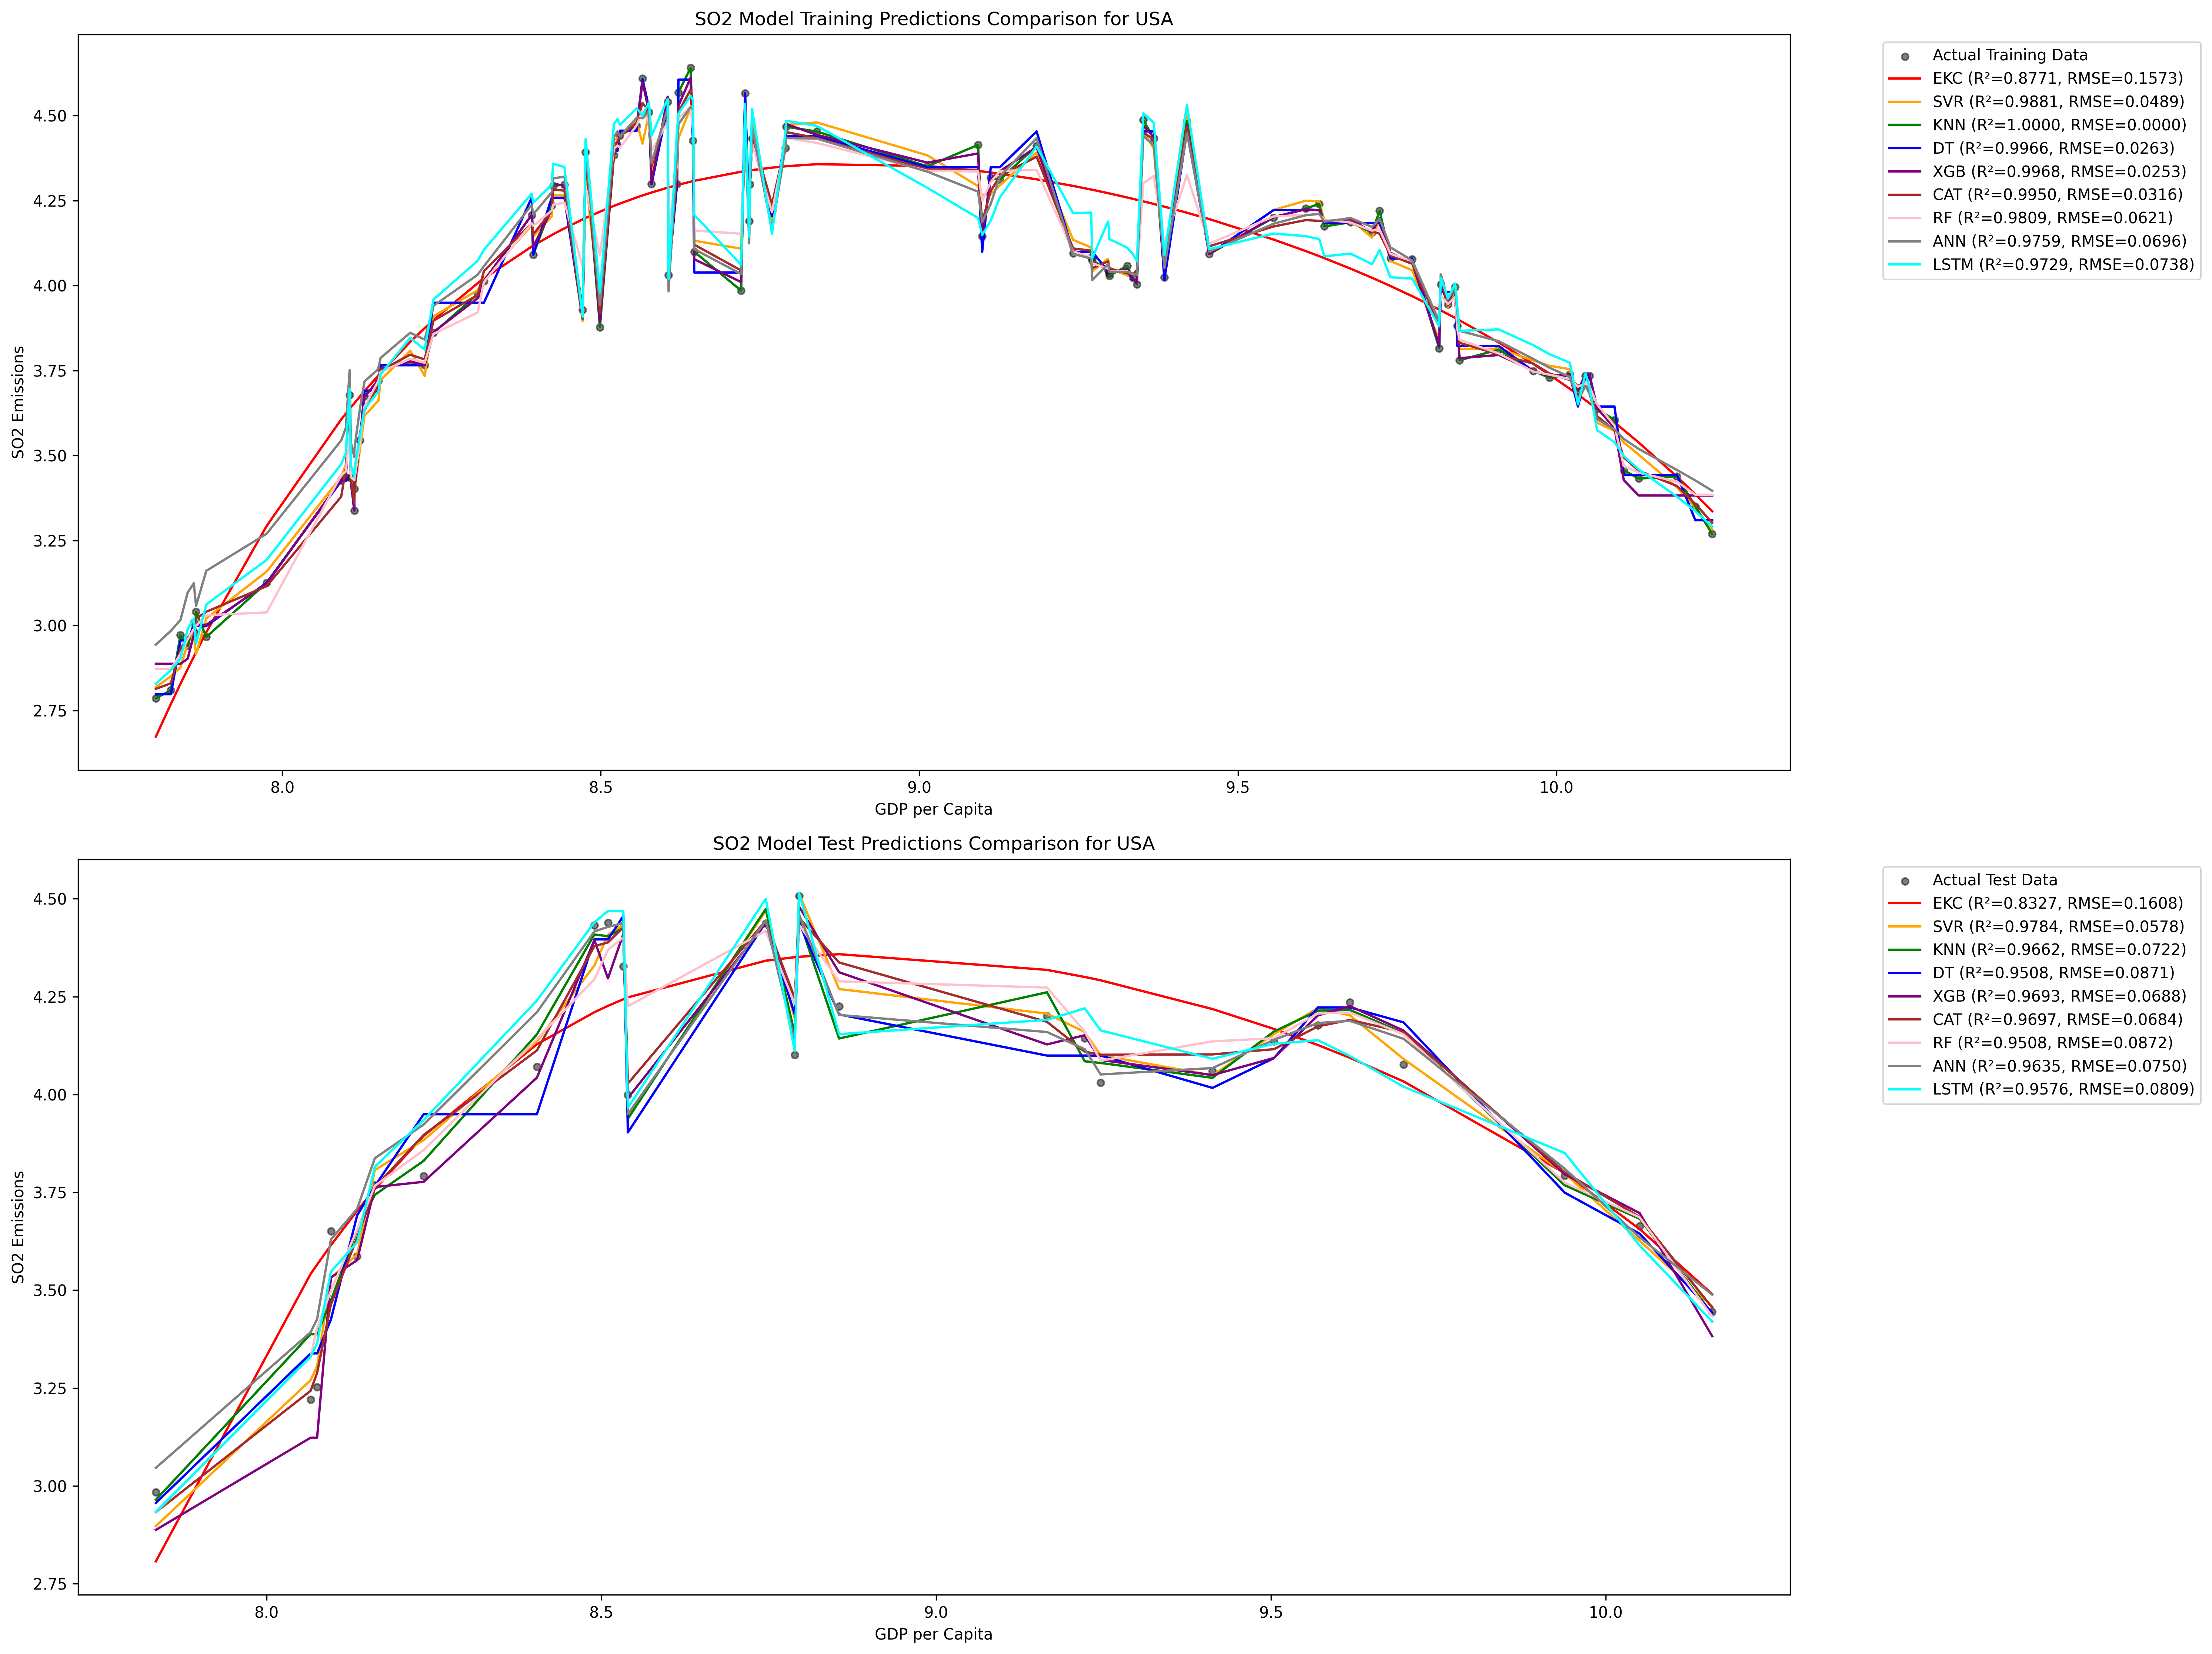 SO2 Model Training Predictions Comparison for USA
4.50
4.25
4.00
3.75
3.50
3.25
3.00
2.75
SO2 Emissions
8.0
8.5
9.0
9.5
10.0
GDP per Capita
Actual Training Data
EKC (R²=0.8771, RMSE=0.1573)
SVR (R²=0.9881, RMSE=0.0489)
KNN (R²=1.0000, RMSE=0.0000)
DT (R²=0.9966, RMSE=0.0263)
XGB (R²=0.9968, RMSE=0.0253)
CAT (R²=0.9950, RMSE=0.0316)
RF (R²=0.9809, RMSE=0.0621)
ANN (R²=0.9759, RMSE=0.0696)
LSTM (R²=0.9729, RMSE=0.0738)
SO2 Model Test Predictions Comparison for USA
4.50
4.25
4.00
3.75
3.50
3.25
3.00
2.75
SO2 Emissions
8.0
8.5
9.0
9.5
10.0
GDP per Capita
Actual Test Data
EKC (R²=0.8327, RMSE=0.1608)
SVR (R²=0.9784, RMSE=0.0578)
KNN (R²=0.9662, RMSE=0.0722)
DT (R²=0.9508, RMSE=0.0871)
XGB (R²=0.9693, RMSE=0.0688)
CAT (R²=0.9697, RMSE=0.0684)
RF (R²=0.9508, RMSE=0.0872)
ANN (R²=0.9635, RMSE=0.0750)
LSTM (R²=0.9576, RMSE=0.0809)